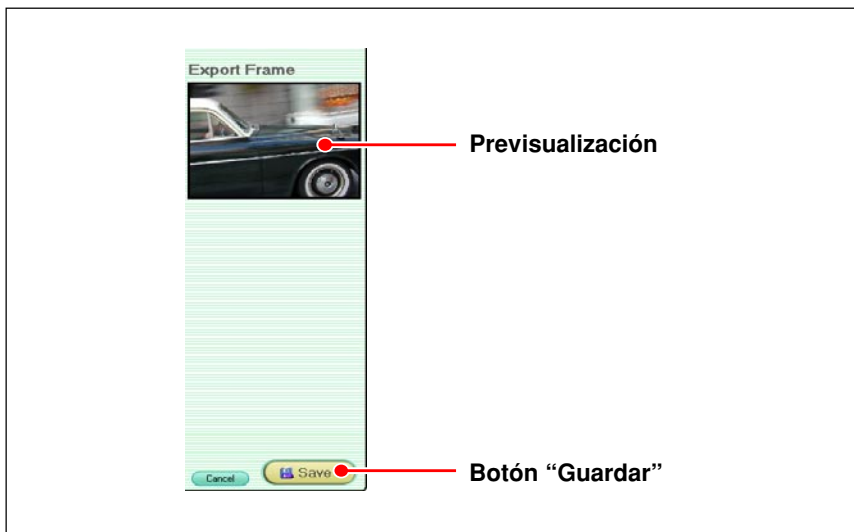 Export Frame
Previsualización
Cancel
Save
Botón “Guardar”